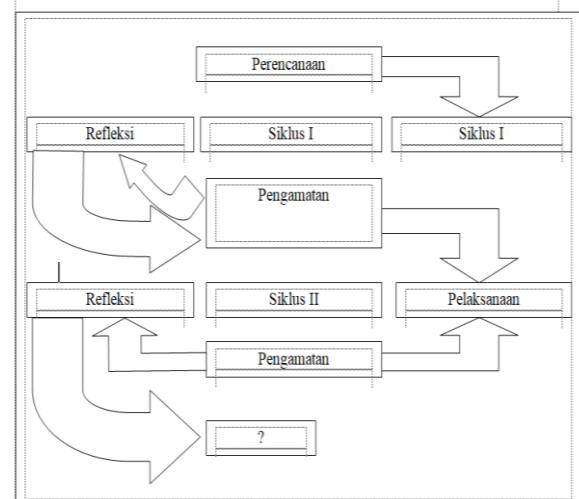 Perencanaan
Refleksi Siklus I Siklus I
Pengamatan
Refleksi Siklus II Pelaksanaan
Pengamatan
?